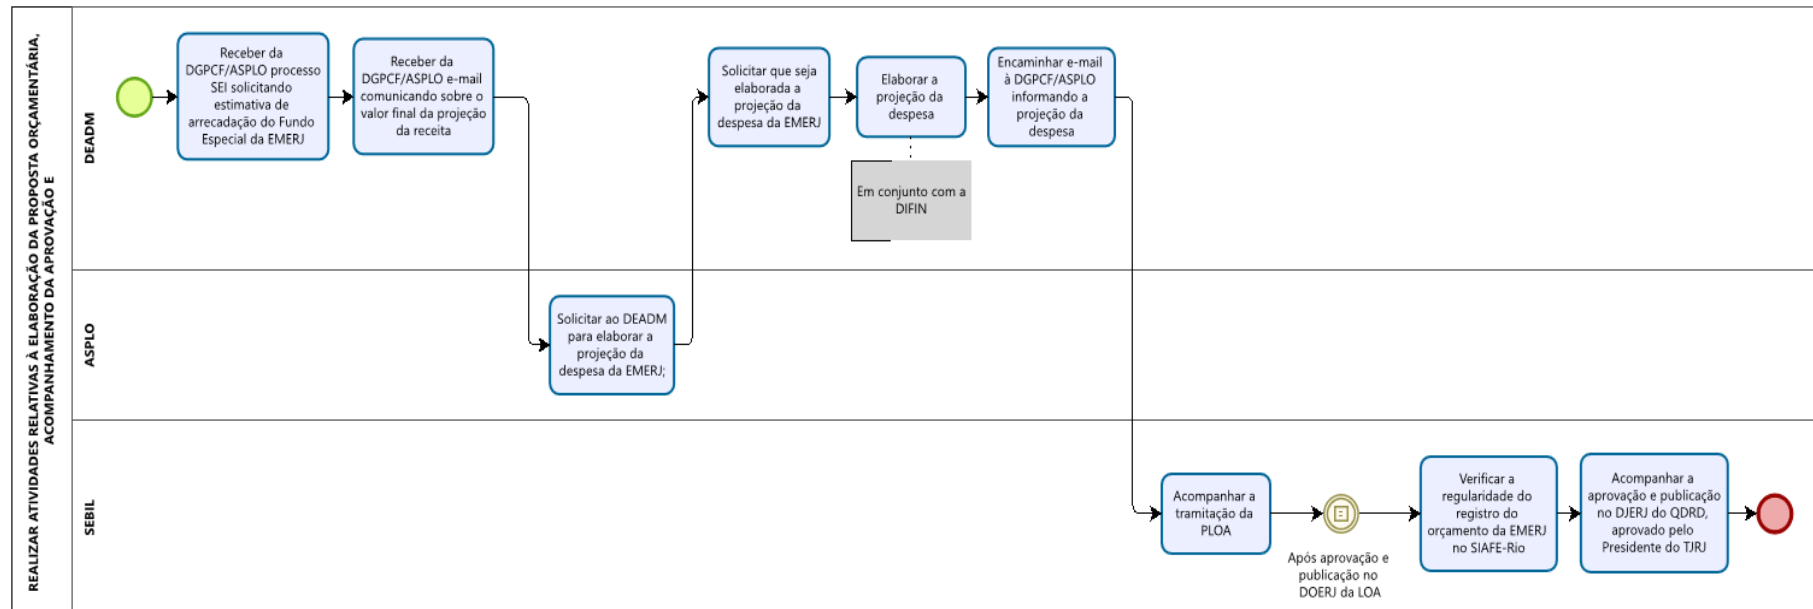 REALIZAR ATIVIDADES RELATIVAS À ELABORAÇÃO DA PROPOSTA ORÇAMENTÁRIA,
ACOMPANHAMENTO DA APROVAÇÃO E
DEADM
Receber da
DGPCF/ASPLO processo
SEI solicitando
estimativa de
arrecadação do Fundo
Especial da EMERJ
Receber da
DGPCF/ASPLO e-mail
comunicando sobre o
valor final da projeção
da receita
Solicitar que seja
elaborada a
projeção da
despesa da EMERJ
Elaborar a
projeção da
despesa
Encaminhar e-mail
à DGPCF/ASPLO
informando a
projeção da
despesa
Em conjunto com a
DIFIN
ASPLO
Solicitar ao DEADM
para elaborar a
projeção da
despesa da EMERJ;
SEBIL
Acompanhar a
tramitação da
PLOA
Após aprovação e
publicação no
DOERJ da LOA
Verificar a
regularidade do
registro do
orçamento da EMERJ
no SIAFE-Rio
Acompanhar a
aprovação e publicação
no DJERJ do QDRD,
aprovado pelo
Presidente do TJRJ